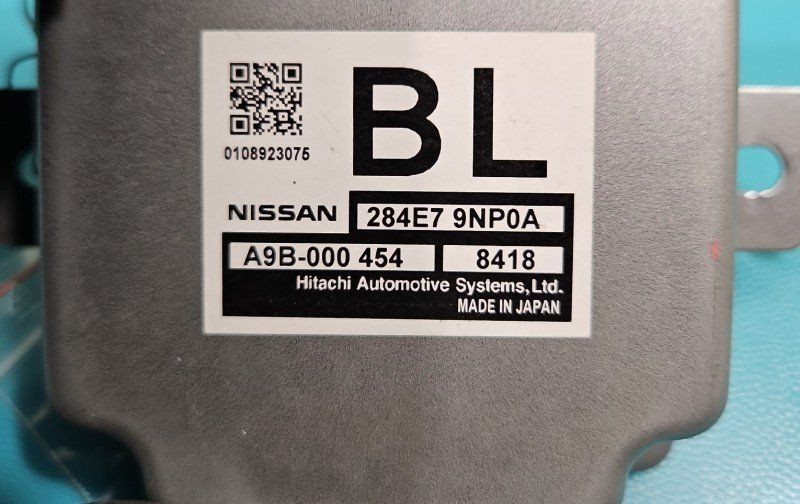 BL
0108923075
NISSAN 284E7 9NP0A
A9B-000 454 8418
Hitachi Automotive Systems,Ltd.
MADE IN JAPAN